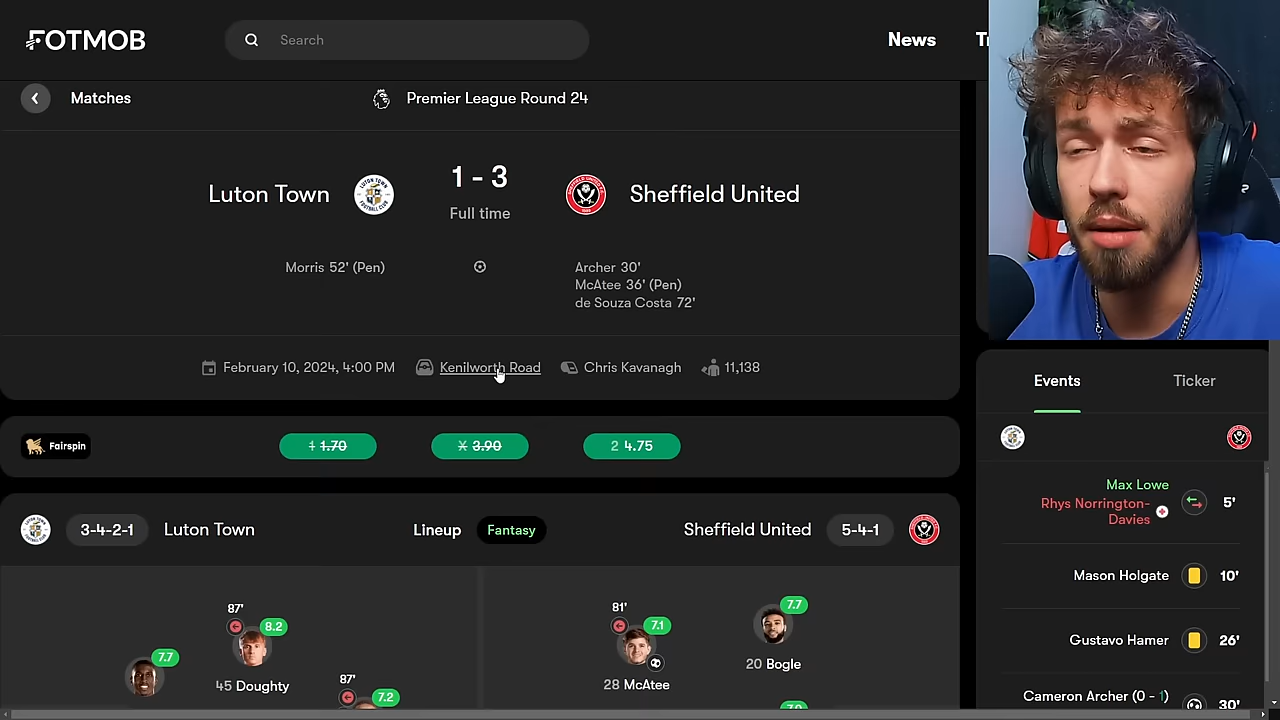 FOTMOB
Search
News
Matches
Premier League Round 24
Luton Town
1 - 3
Sheffield United
Full time
Morris 52' (Pen)
Archer 30'
McAtee 36' (Pen)
de Souza Costa 72'
February 10, 2024, 4:00 PM
Kenilworth Road
Chris Kavanagh
11,138
Events
Ticker
Fairspin
1 1.70
X 3.90
2 4.75
3-4-2-1
Luton Town
Lineup
Fantasy
Sheffield United
5-4-1
Max Lowe
Rhys Norrington-
Davies
5'
Mason Holgate
10'
Gustavo Hamer
26'
Cameron Archer (0 - 1)
30'
87'
8.2
7.7
45 Doughty
87'
7.2
81'
7.1
28 McAtee
7.7
20 Bogle